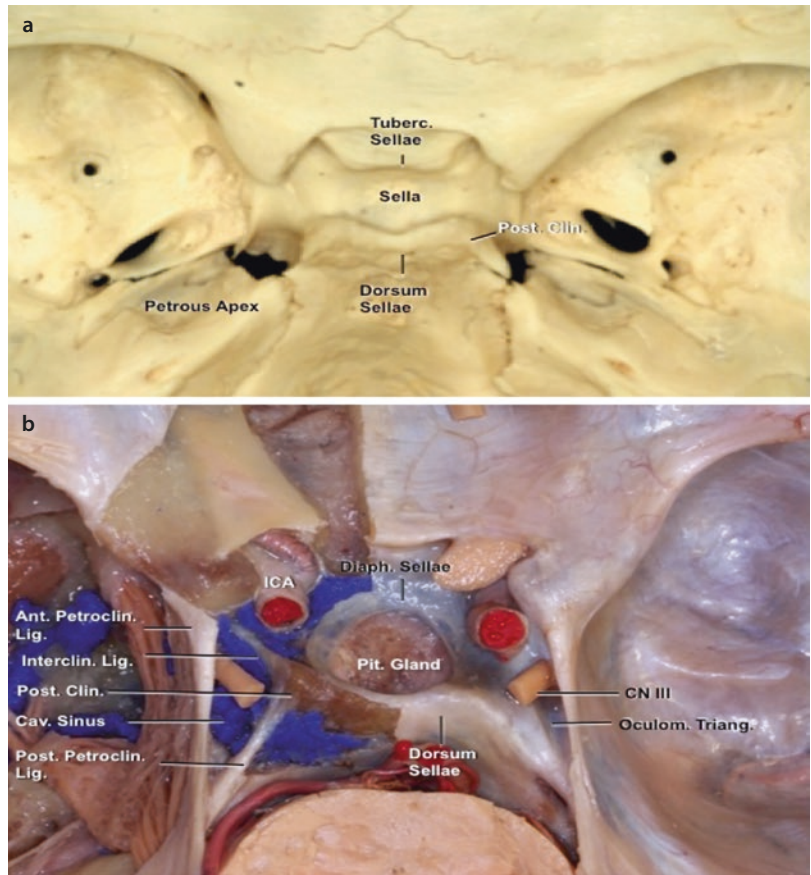 a
Tuberc.
Sellae
Sella
Post. Clin.
Dorsum
Sellae
Petrous Apex
b
Diaph. Sellae
ICA
Ant. Petroclin.
Lig.
Interclin. Lig.
Pit. Gland
Post. Clin.
CN III
Cav. Sinus
Oculom. Triang.
Post. Petroclin.
Lig.
Dorsum
Sellae